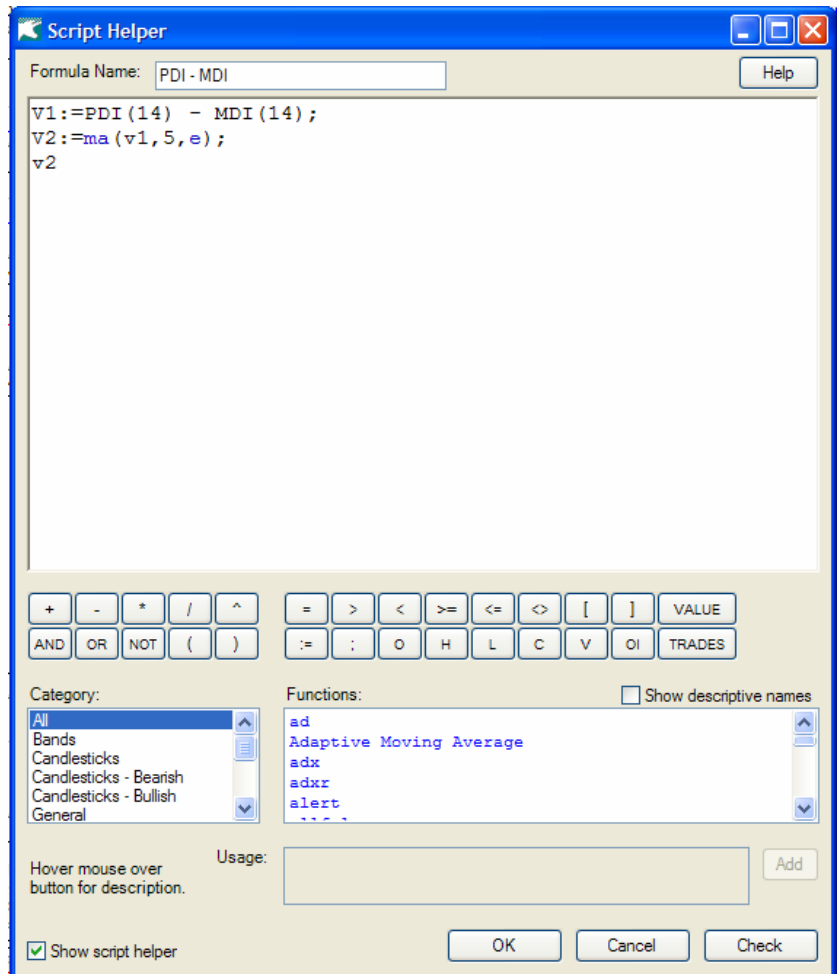 Script Helper
Formula Name: PDI - MDI Help
V1:=PDI(14) - MDI(14);
V2:=ma(v1,5,e);
v2
+ - * / ^ = > < >= <= <> [ ] VALUE
AND OR NOT ( ) := ; O H L C V OI TRADES
Category: Functions: Show descriptive names
All
Bands
Candlesticks
Candlesticks - Bearish
Candlesticks - Bullish
General
ad
Adaptive Moving Average
adx
adxr
alert
Hover mouse over
button for description.
Usage: Add
Show script helper OK Cancel Check